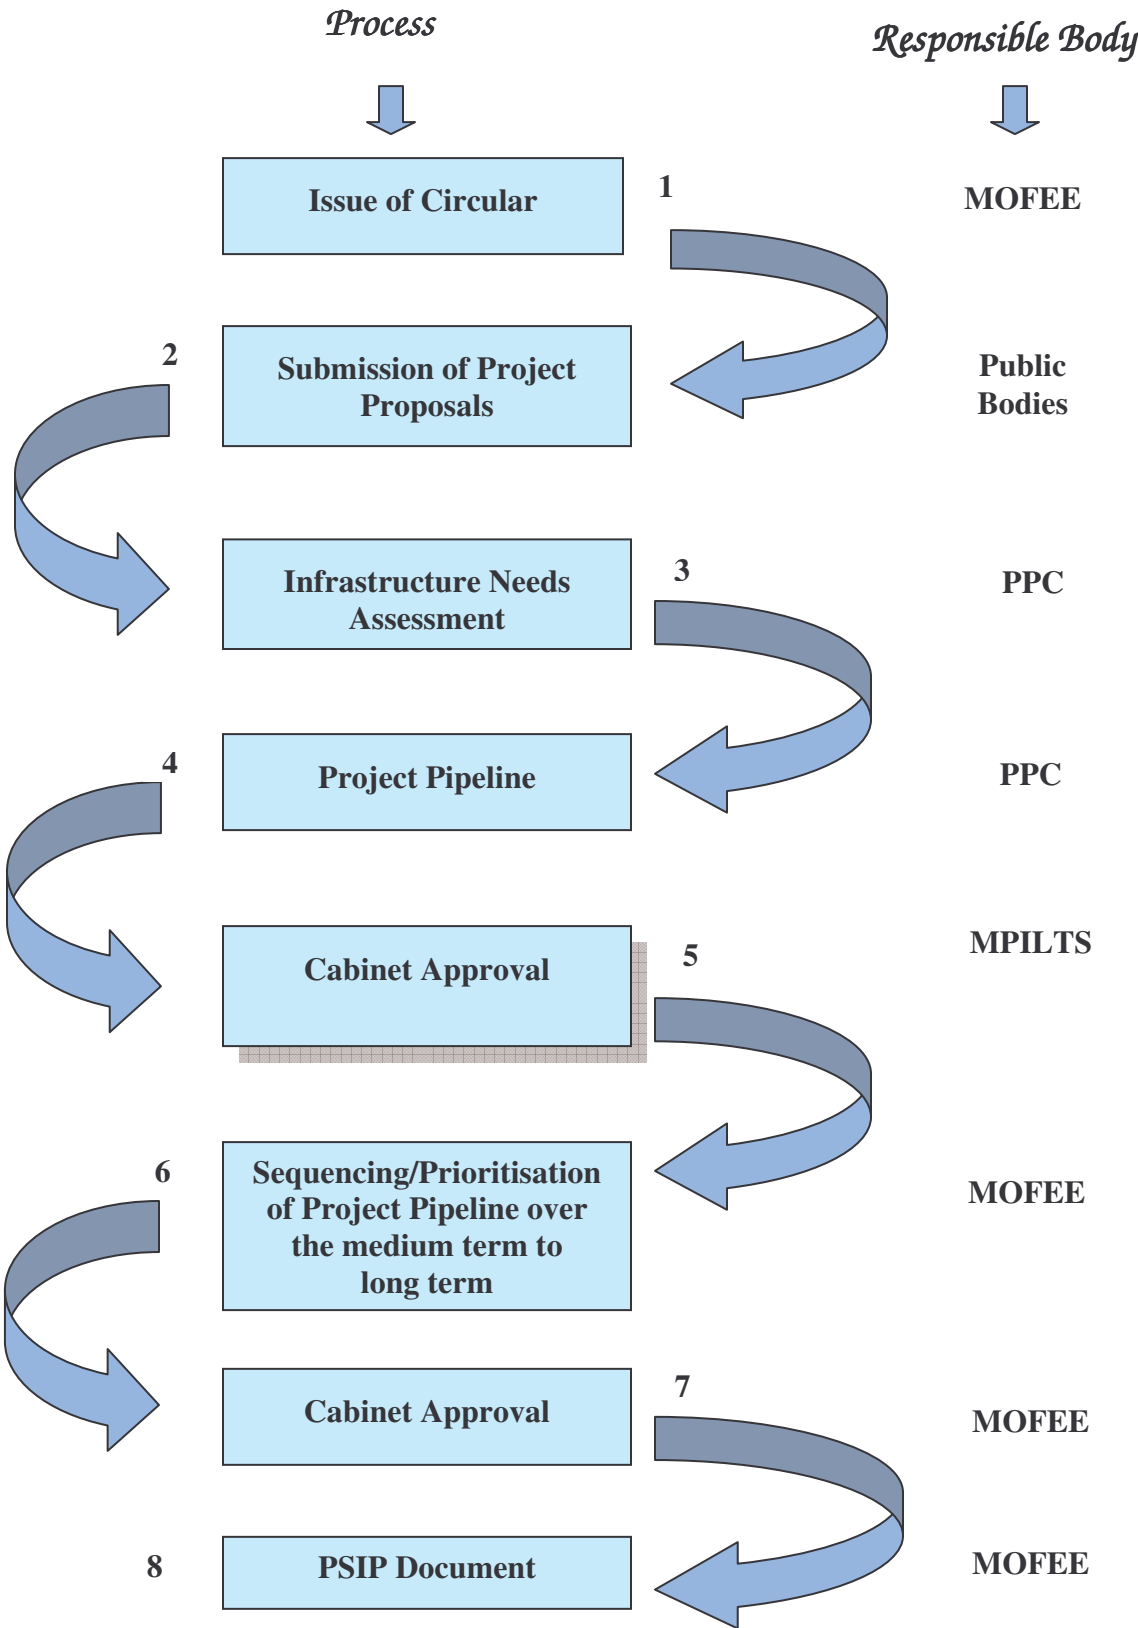 Process
Responsible Body
Issue of Circular
1
MOFEE
2
Submission of Project
Proposals
Public
Bodies
Infrastructure Needs
Assessment
3
PPC
4
Project Pipeline
PPC
Cabinet Approval
5
MPILTS
6
Sequencing/Prioritisation
of Project Pipeline over
the medium term to
long term
MOFEE
Cabinet Approval
7
MOFEE
8
PSIP Document
MOFEE